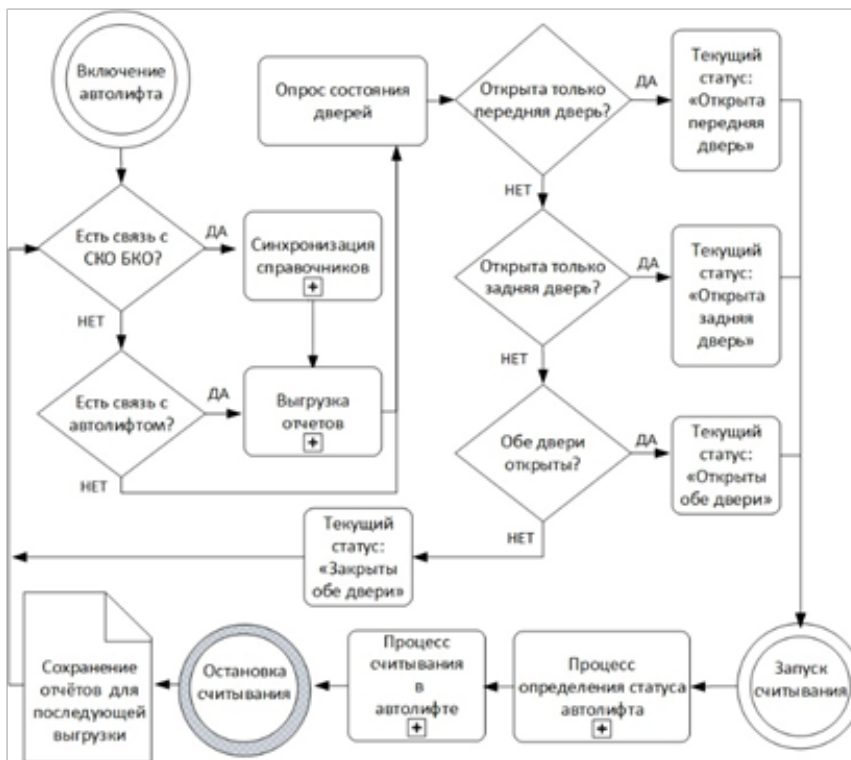 Включение
автолифта
Есть связь с
СКО БКО?
ДА
Синхронизация
справочников
НЕТ
Есть связь с
автолифтом?
ДА
Выгрузка
отчетов
НЕТ
Опрос состояния
дверей
Открыта только
передняя дверь?
ДА
Текущий
статус:
«Открыта
передняя
дверь»
НЕТ
Открыта только
задняя дверь?
ДА
Текущий
статус:
«Открыта
задняя
дверь»
НЕТ
Обе двери
открыты?
ДА
Текущий
статус:
«Открыты
обе двери»
НЕТ
Текущий
статус:
«Закрыты
обе двери»
Запуск
считывания
Процесс
определения статуса
автолифта
Процесс
считывания
в
автолифте
Остановка
считывания
Сохранение
отчётов для
последующей
выгрузки